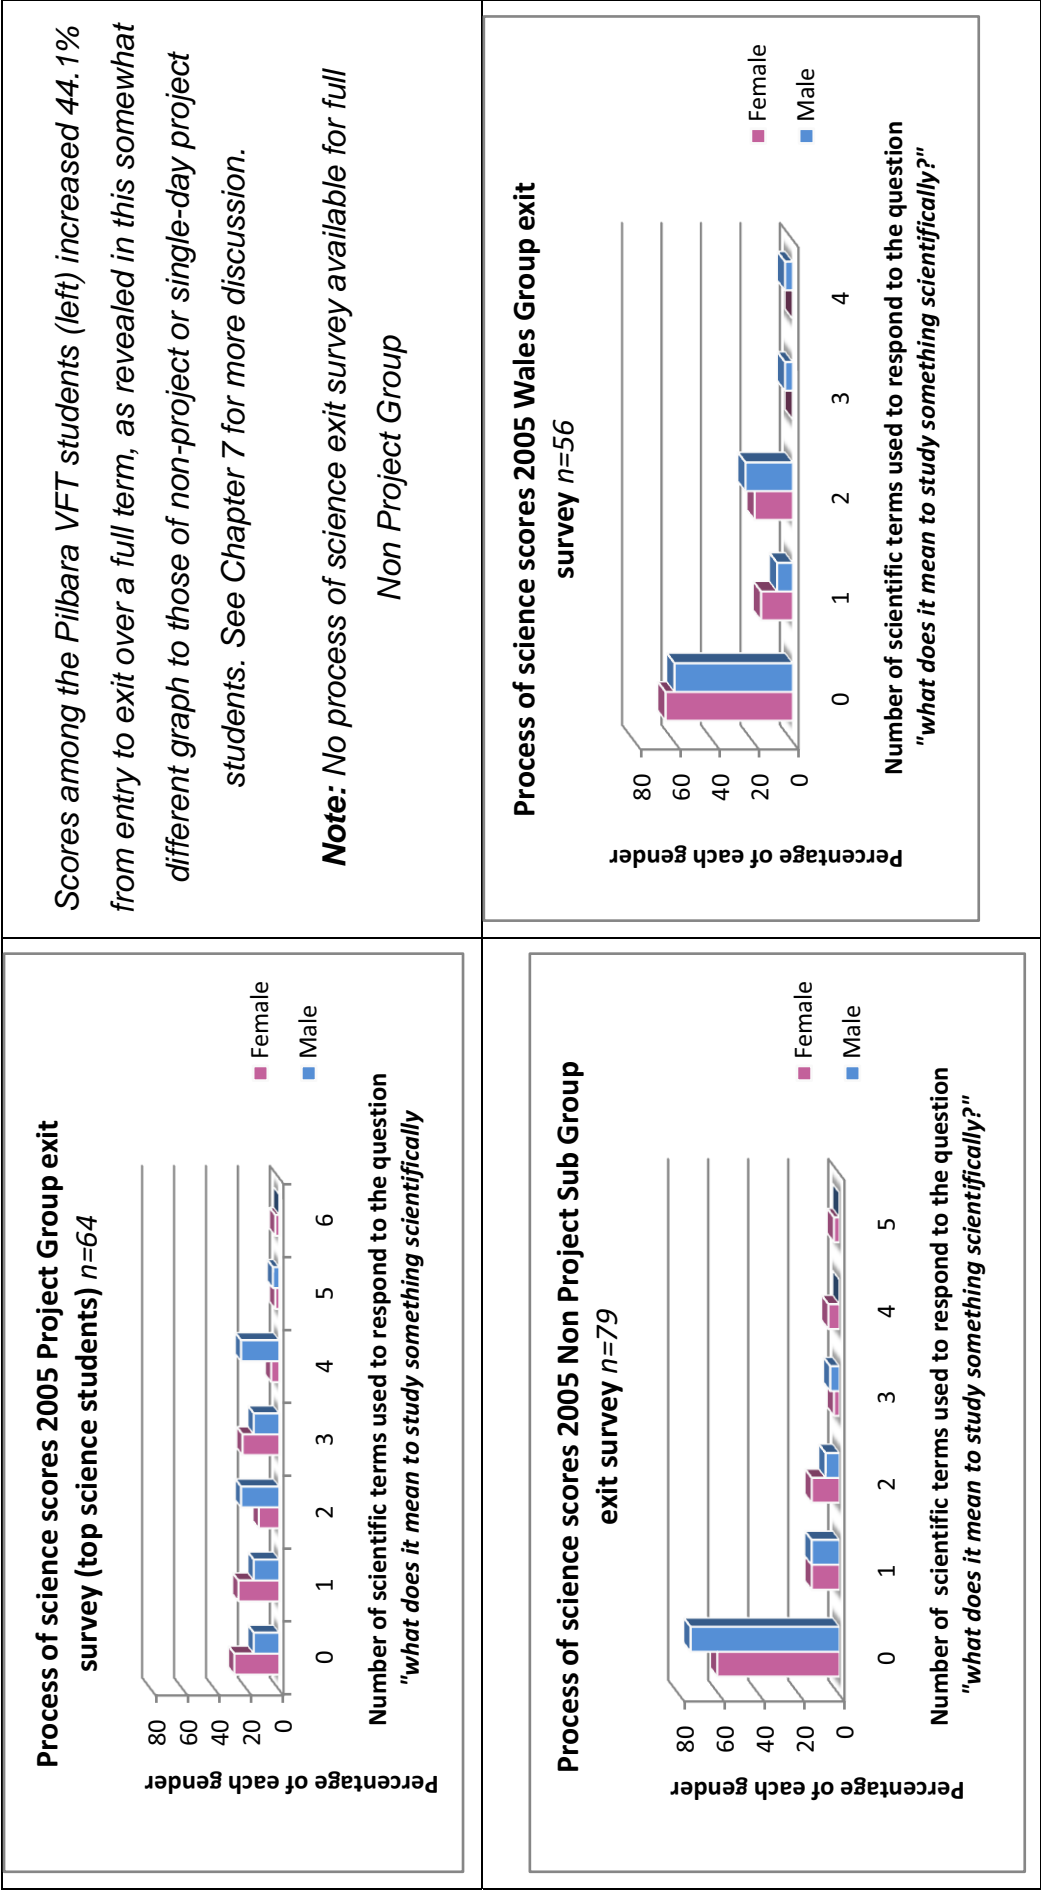 Process of science scores 2005 Project Group exit
survey (top science students) n=64
Percentage of each gender
80
60
40
20
0
0 1 2 3 4 5 6
Number of scientific terms used to respond to the question
"what does it mean to study something scientifically
Female
Male
Scores among the Pilbara VFT students (left) increased 44.1%
from entry to exit over a full term, as revealed in this somewhat
different graph to those of non-project or single-day project
students. See Chapter 7 for more discussion.
Note: No process of science exit survey available for full
Non Project Group
Process of science scores 2005 Non Project Sub Group
exit survey n=79
Percentage of each gender
80
60
40
20
0
0 1 2 3 4 5
Number of scientific terms used to respond to the question
"what does it mean to study something scientifically?"
Female
Male
Process of science scores 2005 Wales Group exit
survey n=56
Percentage of each gender
80
60
40
20
0
0 1 2 3 4
Number of scientific terms used to respond to the question
"what does it mean to study something scientifically?"
Female
Male